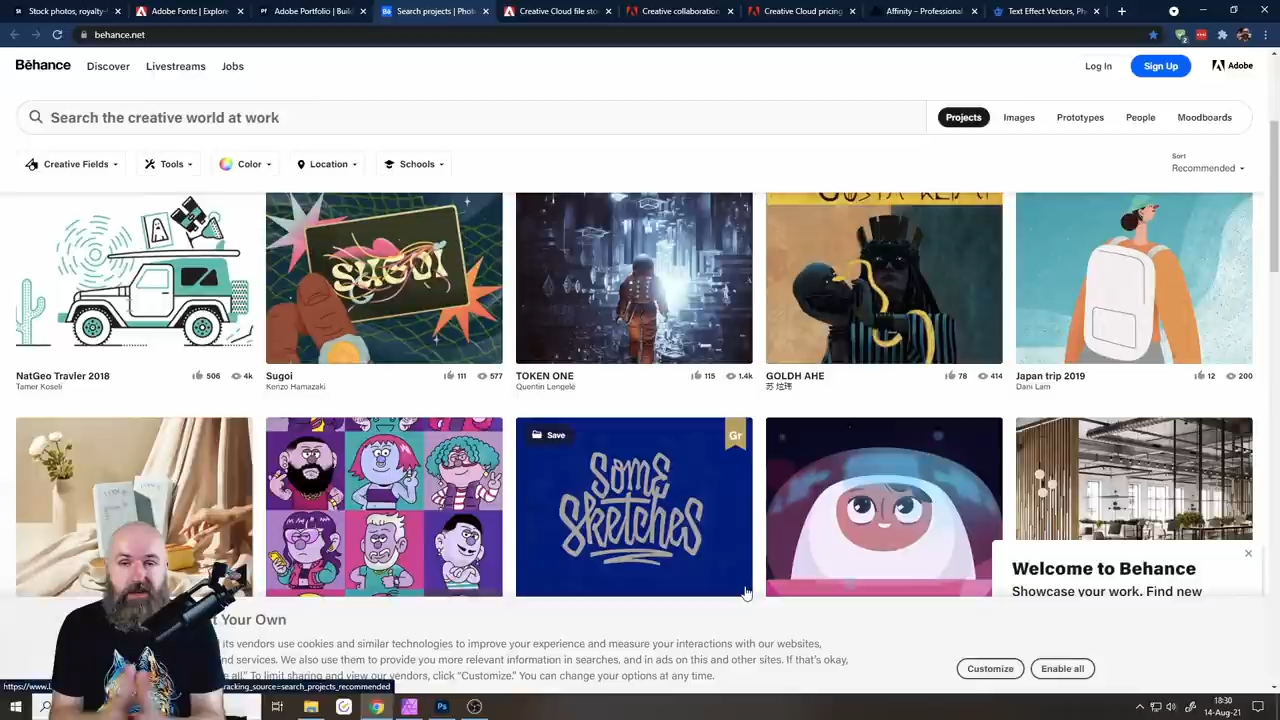 Stock photos, royalty-f
Adobe Fonts | Explore
Adobe Portfolio | Buil
Search projects | Phot
Creative Cloud file sto
Creative collaboration
Creative Cloud pricing
Affinity – Professional
Text Effect Vectors, Ph
behance.net
Bēhance
Discover
Livestreams
Jobs
Log In
Sign Up
Adobe
Search the creative world at work
Projects
Images
Prototypes
People
Moodboards
Creative Fields
Tools
Color
Location
Schools
Sort
Recommended
SUGOI
NatGeo Travler 2018
506
4k
Tamer Koseli
Sugoi
111
577
Kenzo Hamazaki
TOKEN ONE
115
1.4k
Quentin Lengelé
GOLDH AHE
78
414
苏 炫玮
Japan trip 2019
12
200
Dani Lam
Save
Gr
SOME
SKETCHES
Welcome to Behance
Showcase your work. Find new
Your Own
its vendors use cookies and similar technologies to improve your experience and measure your interactions with our websites,
nd services. We also use them to provide you more relevant information in searches, and in ads on this and other sites. If that's okay,
all." To limit sharing and view our vendors, click "Customize." You can change your options at any time.
Customize
Enable all
racking_source=search_projects_recommended
18:30
14-Aug-21